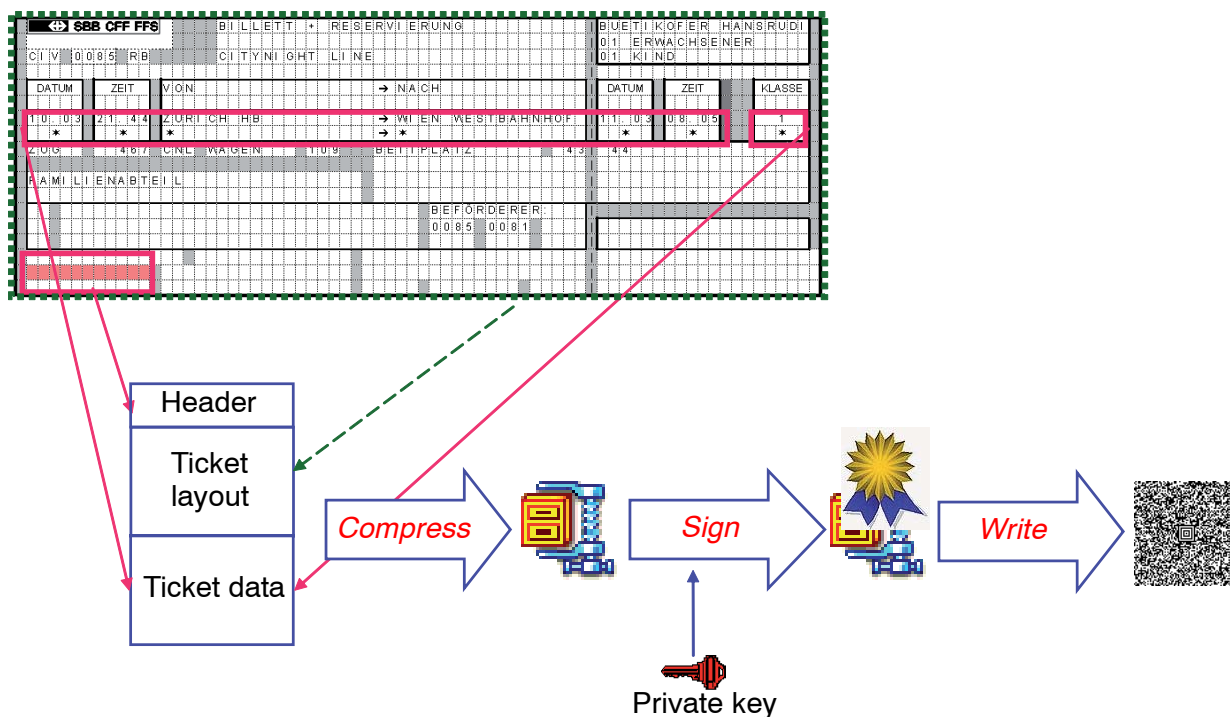 SBB CFF FFS BILLETT + RESERVIERUNG BUETIKOFER HANSRUDI
01 ERWACHSENER
CIV 0085 RB CITYNIGHT LINE 01 KIND
DATUM ZEIT VON → NACH DATUM ZEIT KLASSE
10.03 21.44 ZÜRICH HB → WIEN WESTBAHNHOF 11.03 08.05 1
* * * → * * * *
ZUG 467 CNL WAGEN 109 BETTPLATZ 43 44
FAMILIENABTEIL
BEFÖRDERER:
0085 0081
Header
Ticket
layout
Ticket data
Compress
Sign
Write
Private key